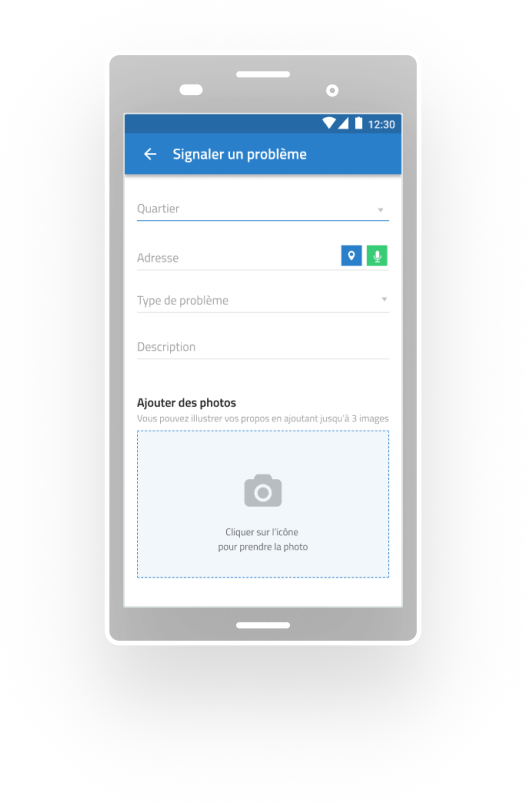 12:30
Signaler un problème
Quartier
Adresse
Type de problème
Description
Ajouter des photos
Vous pouvez illustrer vos propos en ajoutant jusqu'à 3 images
Cliquer sur l'icône
pour prendre la photo